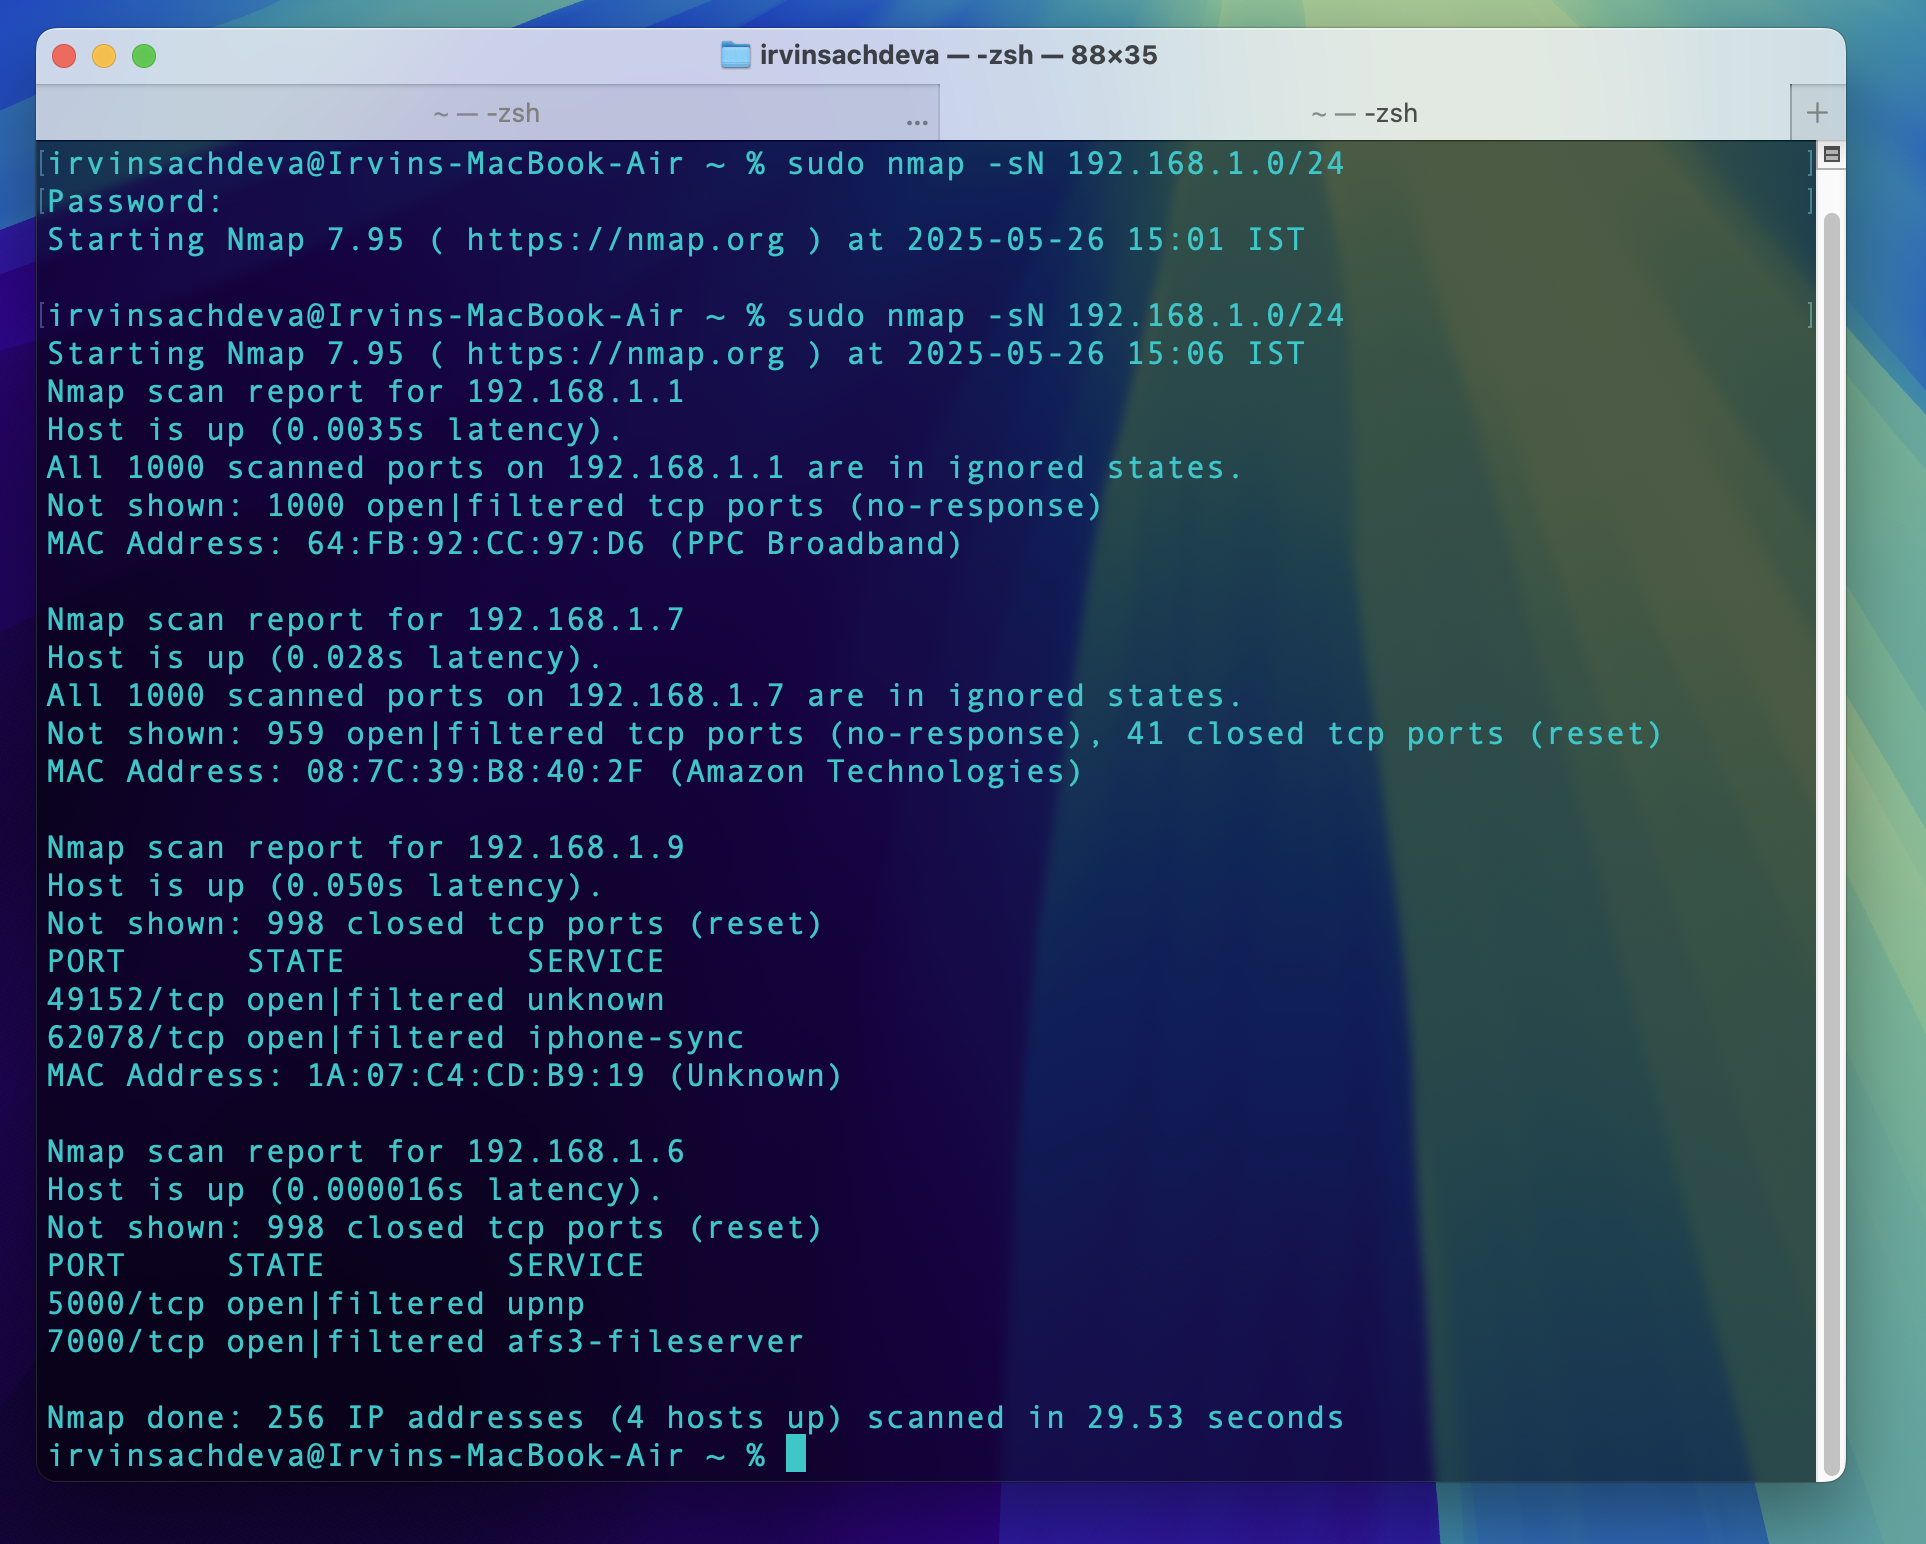 irvinsachdeva — -zsh — 88×35
~ — -zsh ... ~ — -zsh +
[irvinsachdeva@Irvins-MacBook-Air ~ % sudo nmap -sN 192.168.1.0/24 ]
[Password: ]
Starting Nmap 7.95 ( https://nmap.org ) at 2025-05-26 15:01 IST
[irvinsachdeva@Irvins-MacBook-Air ~ % sudo nmap -sN 192.168.1.0/24 ]
Starting Nmap 7.95 ( https://nmap.org ) at 2025-05-26 15:06 IST
Nmap scan report for 192.168.1.1
Host is up (0.0035s latency).
All 1000 scanned ports on 192.168.1.1 are in ignored states.
Not shown: 1000 open|filtered tcp ports (no-response)
MAC Address: 64:FB:92:CC:97:D6 (PPC Broadband)
Nmap scan report for 192.168.1.7
Host is up (0.028s latency).
All 1000 scanned ports on 192.168.1.7 are in ignored states.
Not shown: 959 open|filtered tcp ports (no-response), 41 closed tcp ports (reset)
MAC Address: 08:7C:39:B8:40:2F (Amazon Technologies)
Nmap scan report for 192.168.1.9
Host is up (0.050s latency).
Not shown: 998 closed tcp ports (reset)
PORT      STATE         SERVICE
49152/tcp open|filtered unknown
62078/tcp open|filtered iphone-sync
MAC Address: 1A:07:C4:CD:B9:19 (Unknown)
Nmap scan report for 192.168.1.6
Host is up (0.000016s latency).
Not shown: 998 closed tcp ports (reset)
PORT     STATE         SERVICE
5000/tcp open|filtered upnp
7000/tcp open|filtered afs3-fileserver
Nmap done: 256 IP addresses (4 hosts up) scanned in 29.53 seconds
irvinsachdeva@Irvins-MacBook-Air ~ %